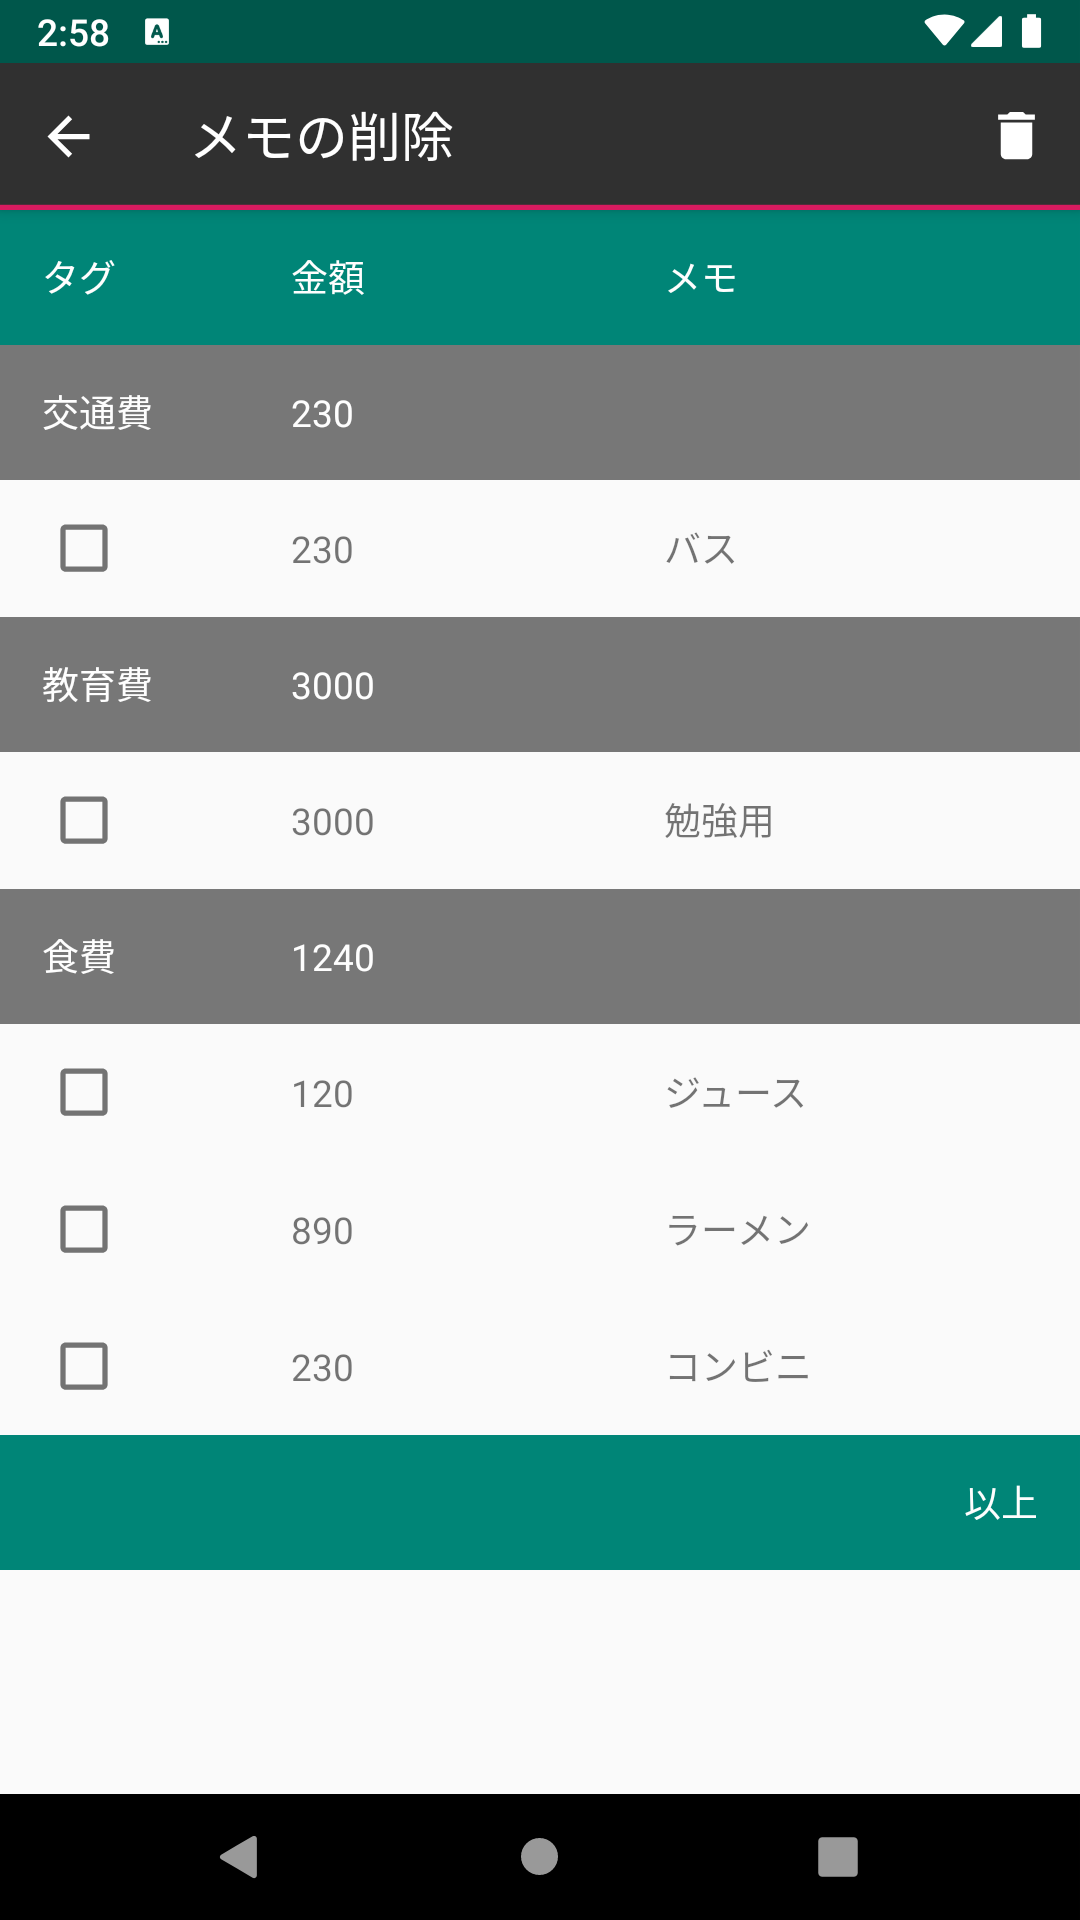 2:58
メモの削除
タグ 金額 メモ
交通費 230
230 バス
教育費 3000
3000 勉強用
食費 1240
120 ジュース
890 ラーメン
230 コンビニ
以上